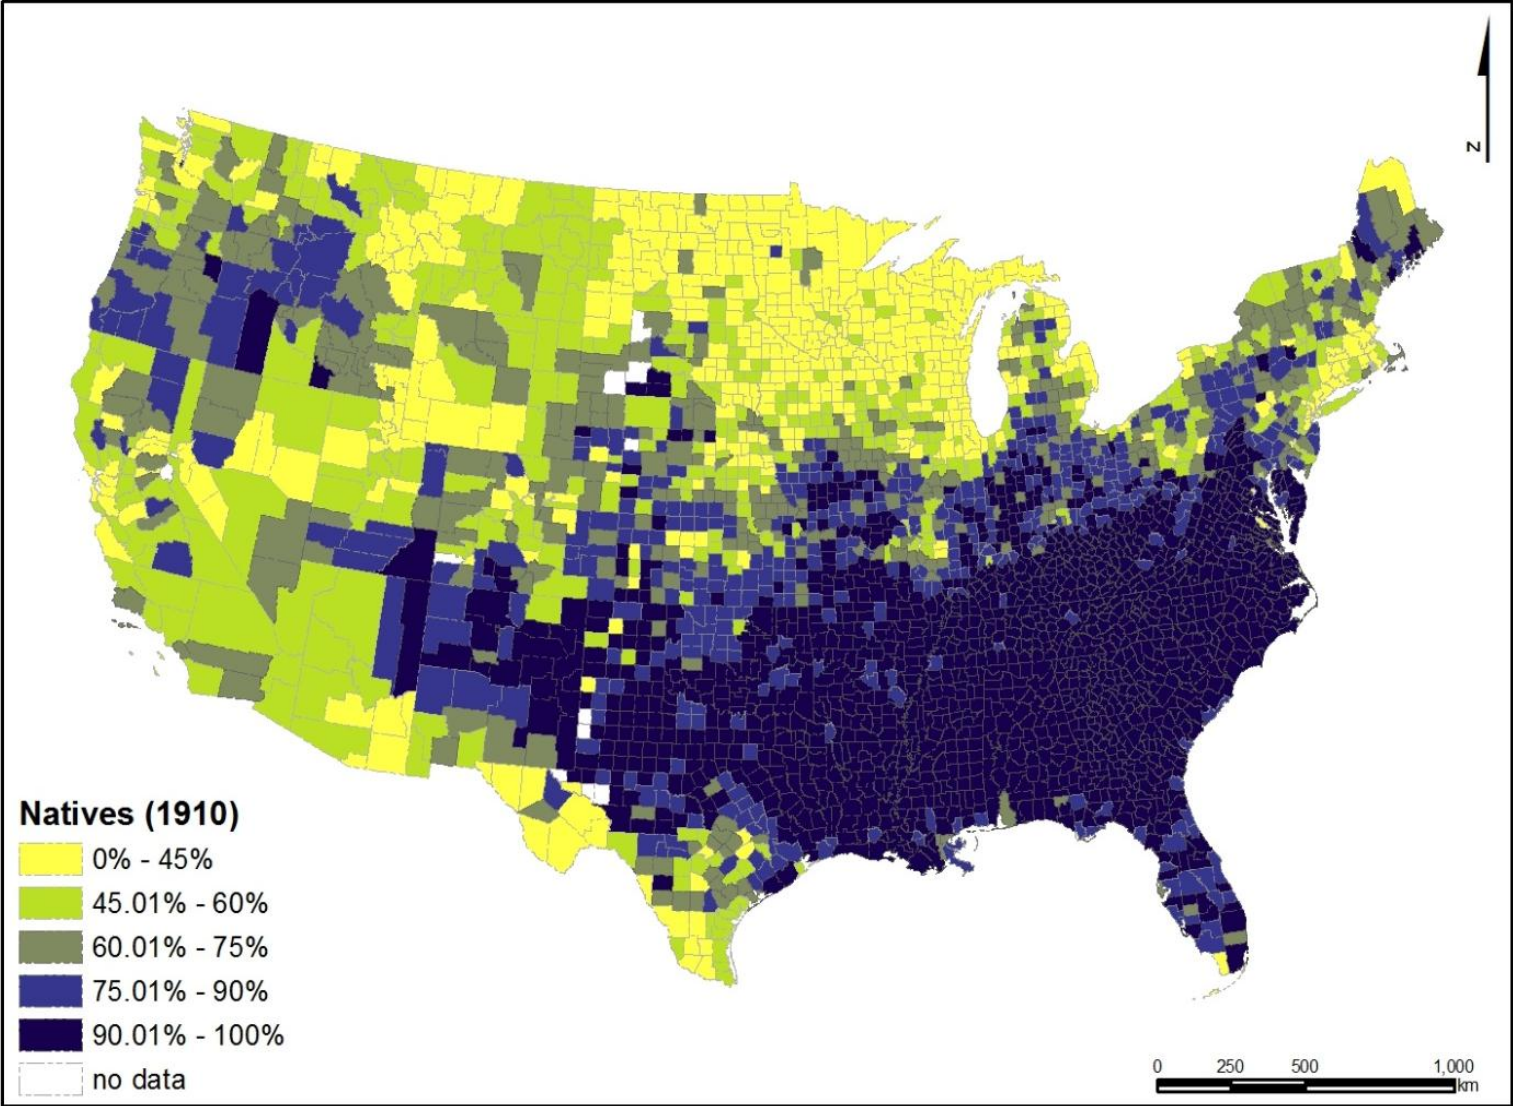 N
Natives (1910)
0% - 45%
45.01% - 60%
60.01% - 75%
75.01% - 90%
90.01% - 100%
no data
0 250 500 1,000
km